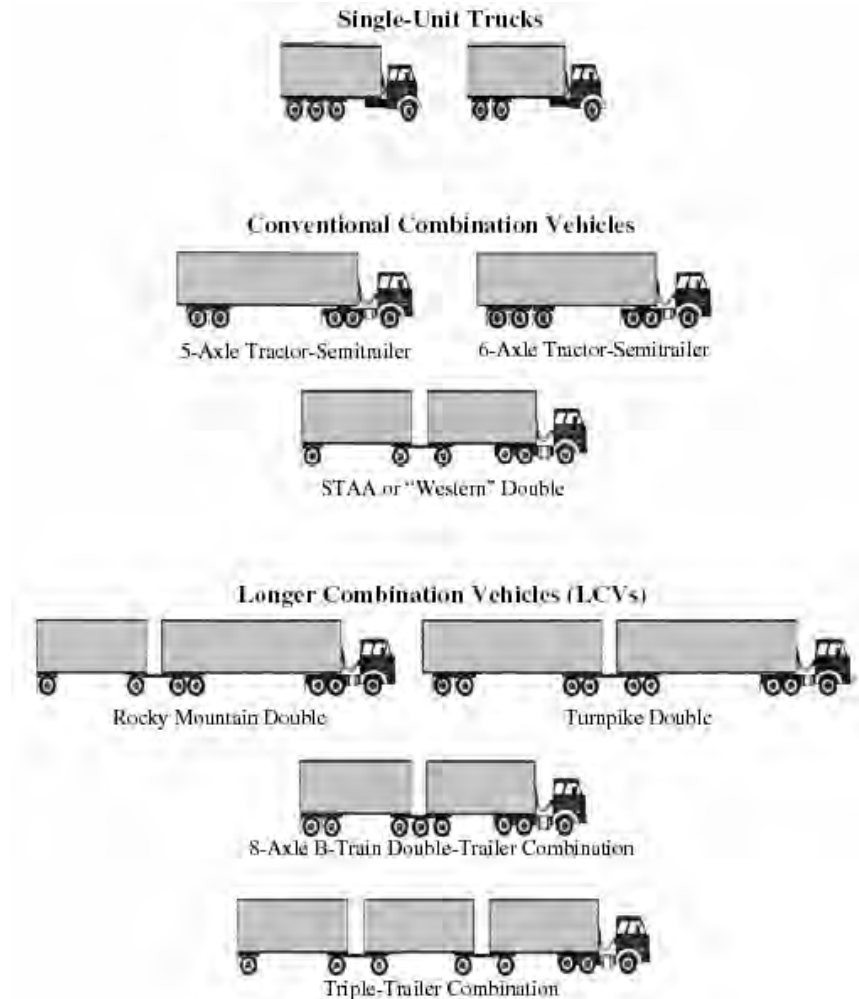 Single-Unit Trucks
Conventional Combination Vehicles
5-Axle Tractor-Semitrailer
6-Axle Tractor-Semitrailer
STAA or “Western” Double
Longer Combination Vehicles (LCVs)
Rocky Mountain Double
Turnpike Double
8-Axle B-Train Double-Trailer Combination
Triple-Trailer Combination